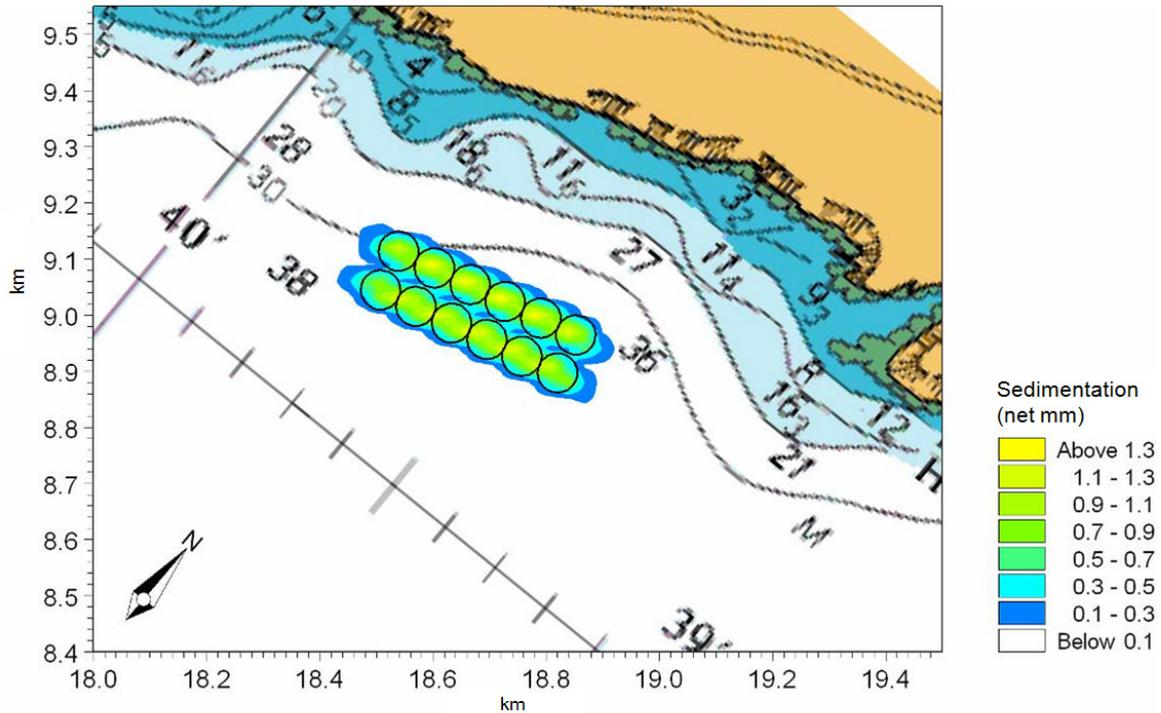 9.5
9.4
9.3
9.2
9.1
9.0
8.9
8.8
8.7
8.6
8.5
8.4
km
18.0 18.2 18.4 18.6 18.8 19.0 19.2 19.4
km
4
28
30
20
40'
38
27
36
21
12
M
H
39'
N
Sedimentation
(net mm)
Above 1.3
1.1 - 1.3
0.9 - 1.1
0.7 - 0.9
0.5 - 0.7
0.3 - 0.5
0.1 - 0.3
Below 0.1